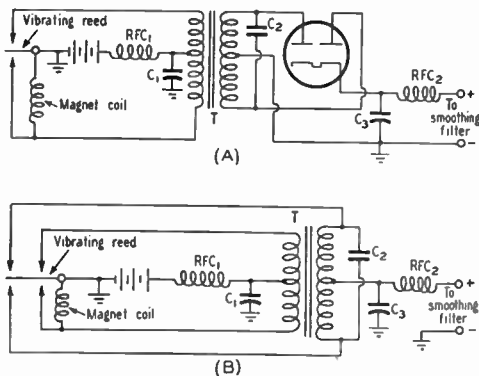 Vibrating reed
RFC₁
C₁
Magnet coil
T
C₂
C₃
RFC₂
+
To
smoothing
filter
−
(A)
Vibrating reed
RFC₁
C₁
Magnet coil
T
C₂
C₃
RFC₂
+
To
smoothing
filter
−
(B)